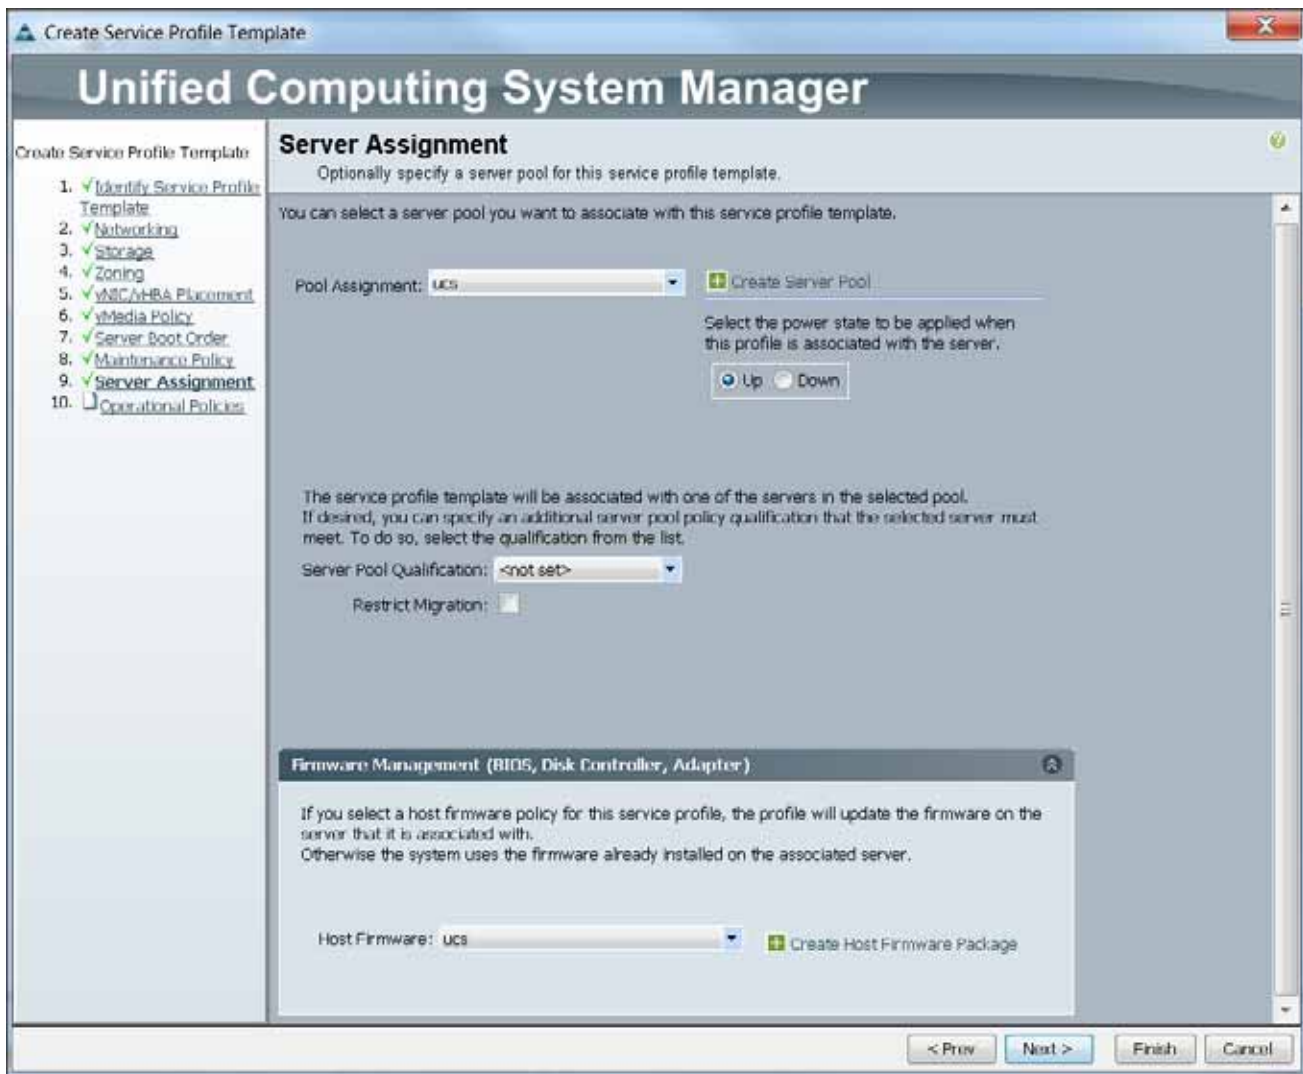 Create Service Profile Template
Unified Computing System Manager
Create Service Profile Template
1. √Identify Service Profile
Template
2. √Networking
3. √Storage
4. √Zoning
5. √vNIC/vHBA Placement
6. √vMedia Policy
7. √Server Boot Order
8. √Maintenance Policy
9. √Server Assignment
10. Operational Policies
Server Assignment
Optionally specify a server pool for this service profile template.
You can select a server pool you want to associate with this service profile template.
Pool Assignment: ucs
Create Server Pool
Select the power state to be applied when
this profile is associated with the server.
Up Down
The service profile template will be associated with one of the servers in the selected pool.
If desired, you can specify an additional server pool policy qualification that the selected server must
meet. To do so, select the qualification from the list.
Server Pool Qualification: <not set>
Restrict Migration:
Firmware Management (BIOS, Disk Controller, Adapter)
If you select a host firmware policy for this service profile, the profile will update the firmware on the
server that it is associated with.
Otherwise the system uses the firmware already installed on the associated server.
Host Firmware: ucs
Create Host Firmware Package
< Prev Next > Finish Cancel